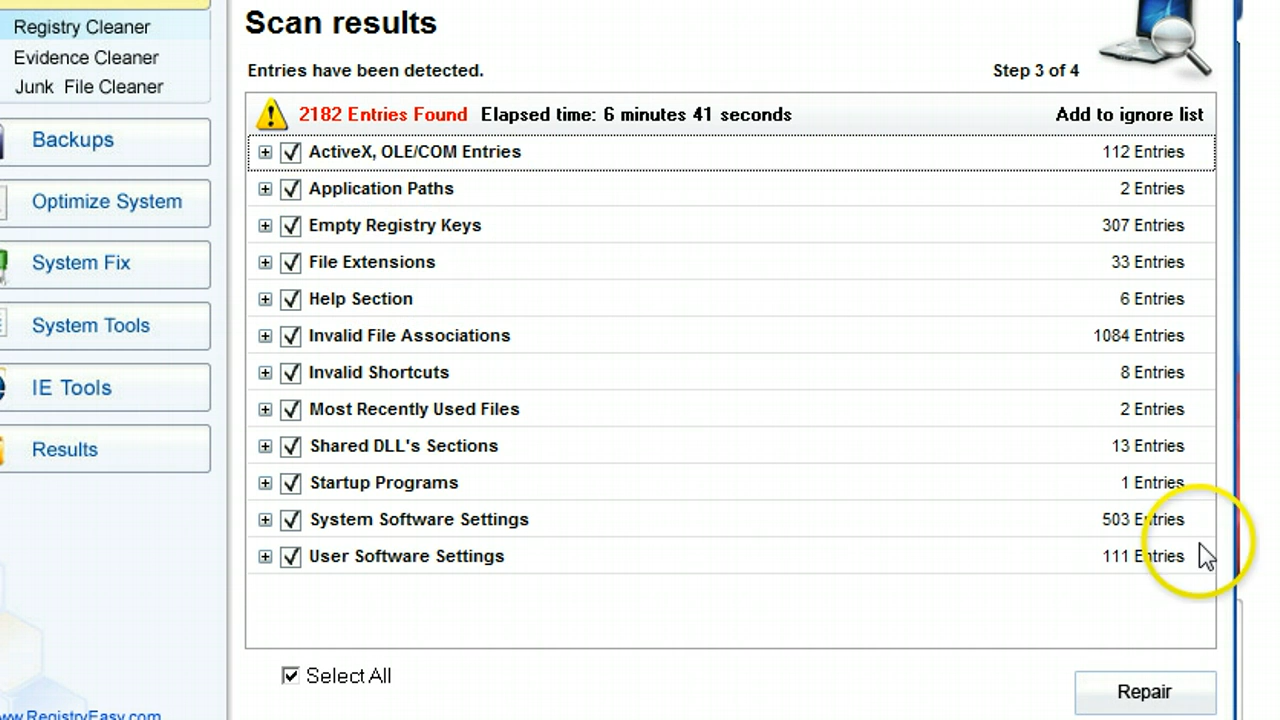 Registry Cleaner
Evidence Cleaner
Junk File Cleaner
Backups
Optimize System
System Fix
System Tools
IE Tools
Results
ww.RegistryEasy.com
Scan results
Entries have been detected.
Step 3 of 4
2182 Entries Found Elapsed time: 6 minutes 41 seconds Add to ignore list
ActiveX, OLE/COM Entries 112 Entries
Application Paths 2 Entries
Empty Registry Keys 307 Entries
File Extensions 33 Entries
Help Section 6 Entries
Invalid File Associations 1084 Entries
Invalid Shortcuts 8 Entries
Most Recently Used Files 2 Entries
Shared DLL's Sections 13 Entries
Startup Programs 1 Entries
System Software Settings 503 Entries
User Software Settings 111 Entries
Select All
Repair